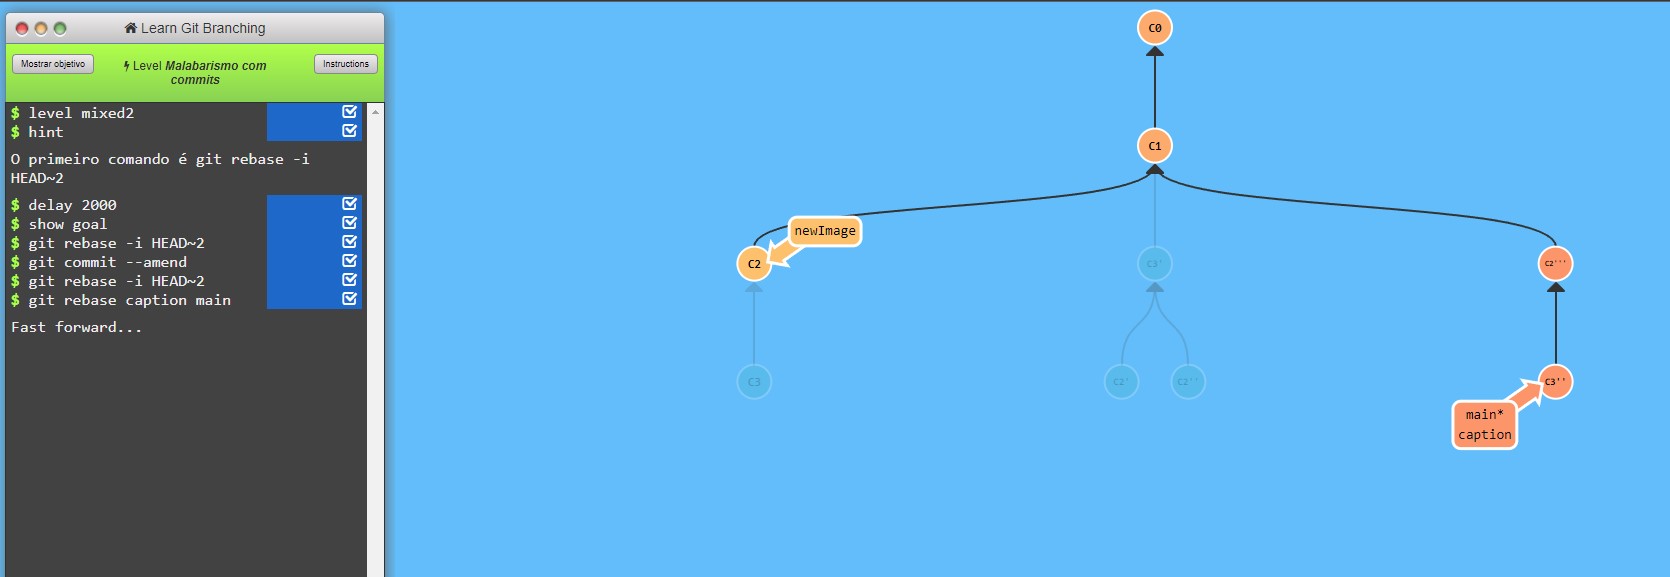 Learn Git Branching
Mostrar objetivo
Level Malabarismo com
commits
Instructions
$ level mixed2
$ hint
O primeiro comando é git rebase -i
HEAD~2
$ delay 2000
$ show goal
$ git rebase -i HEAD~2
$ git commit --amend
$ git rebase -i HEAD~2
$ git rebase caption main
Fast forward...
C0
C1
newImage
C2
C3'
C2'''
C3
C2'
C2''
C3''
main*
caption